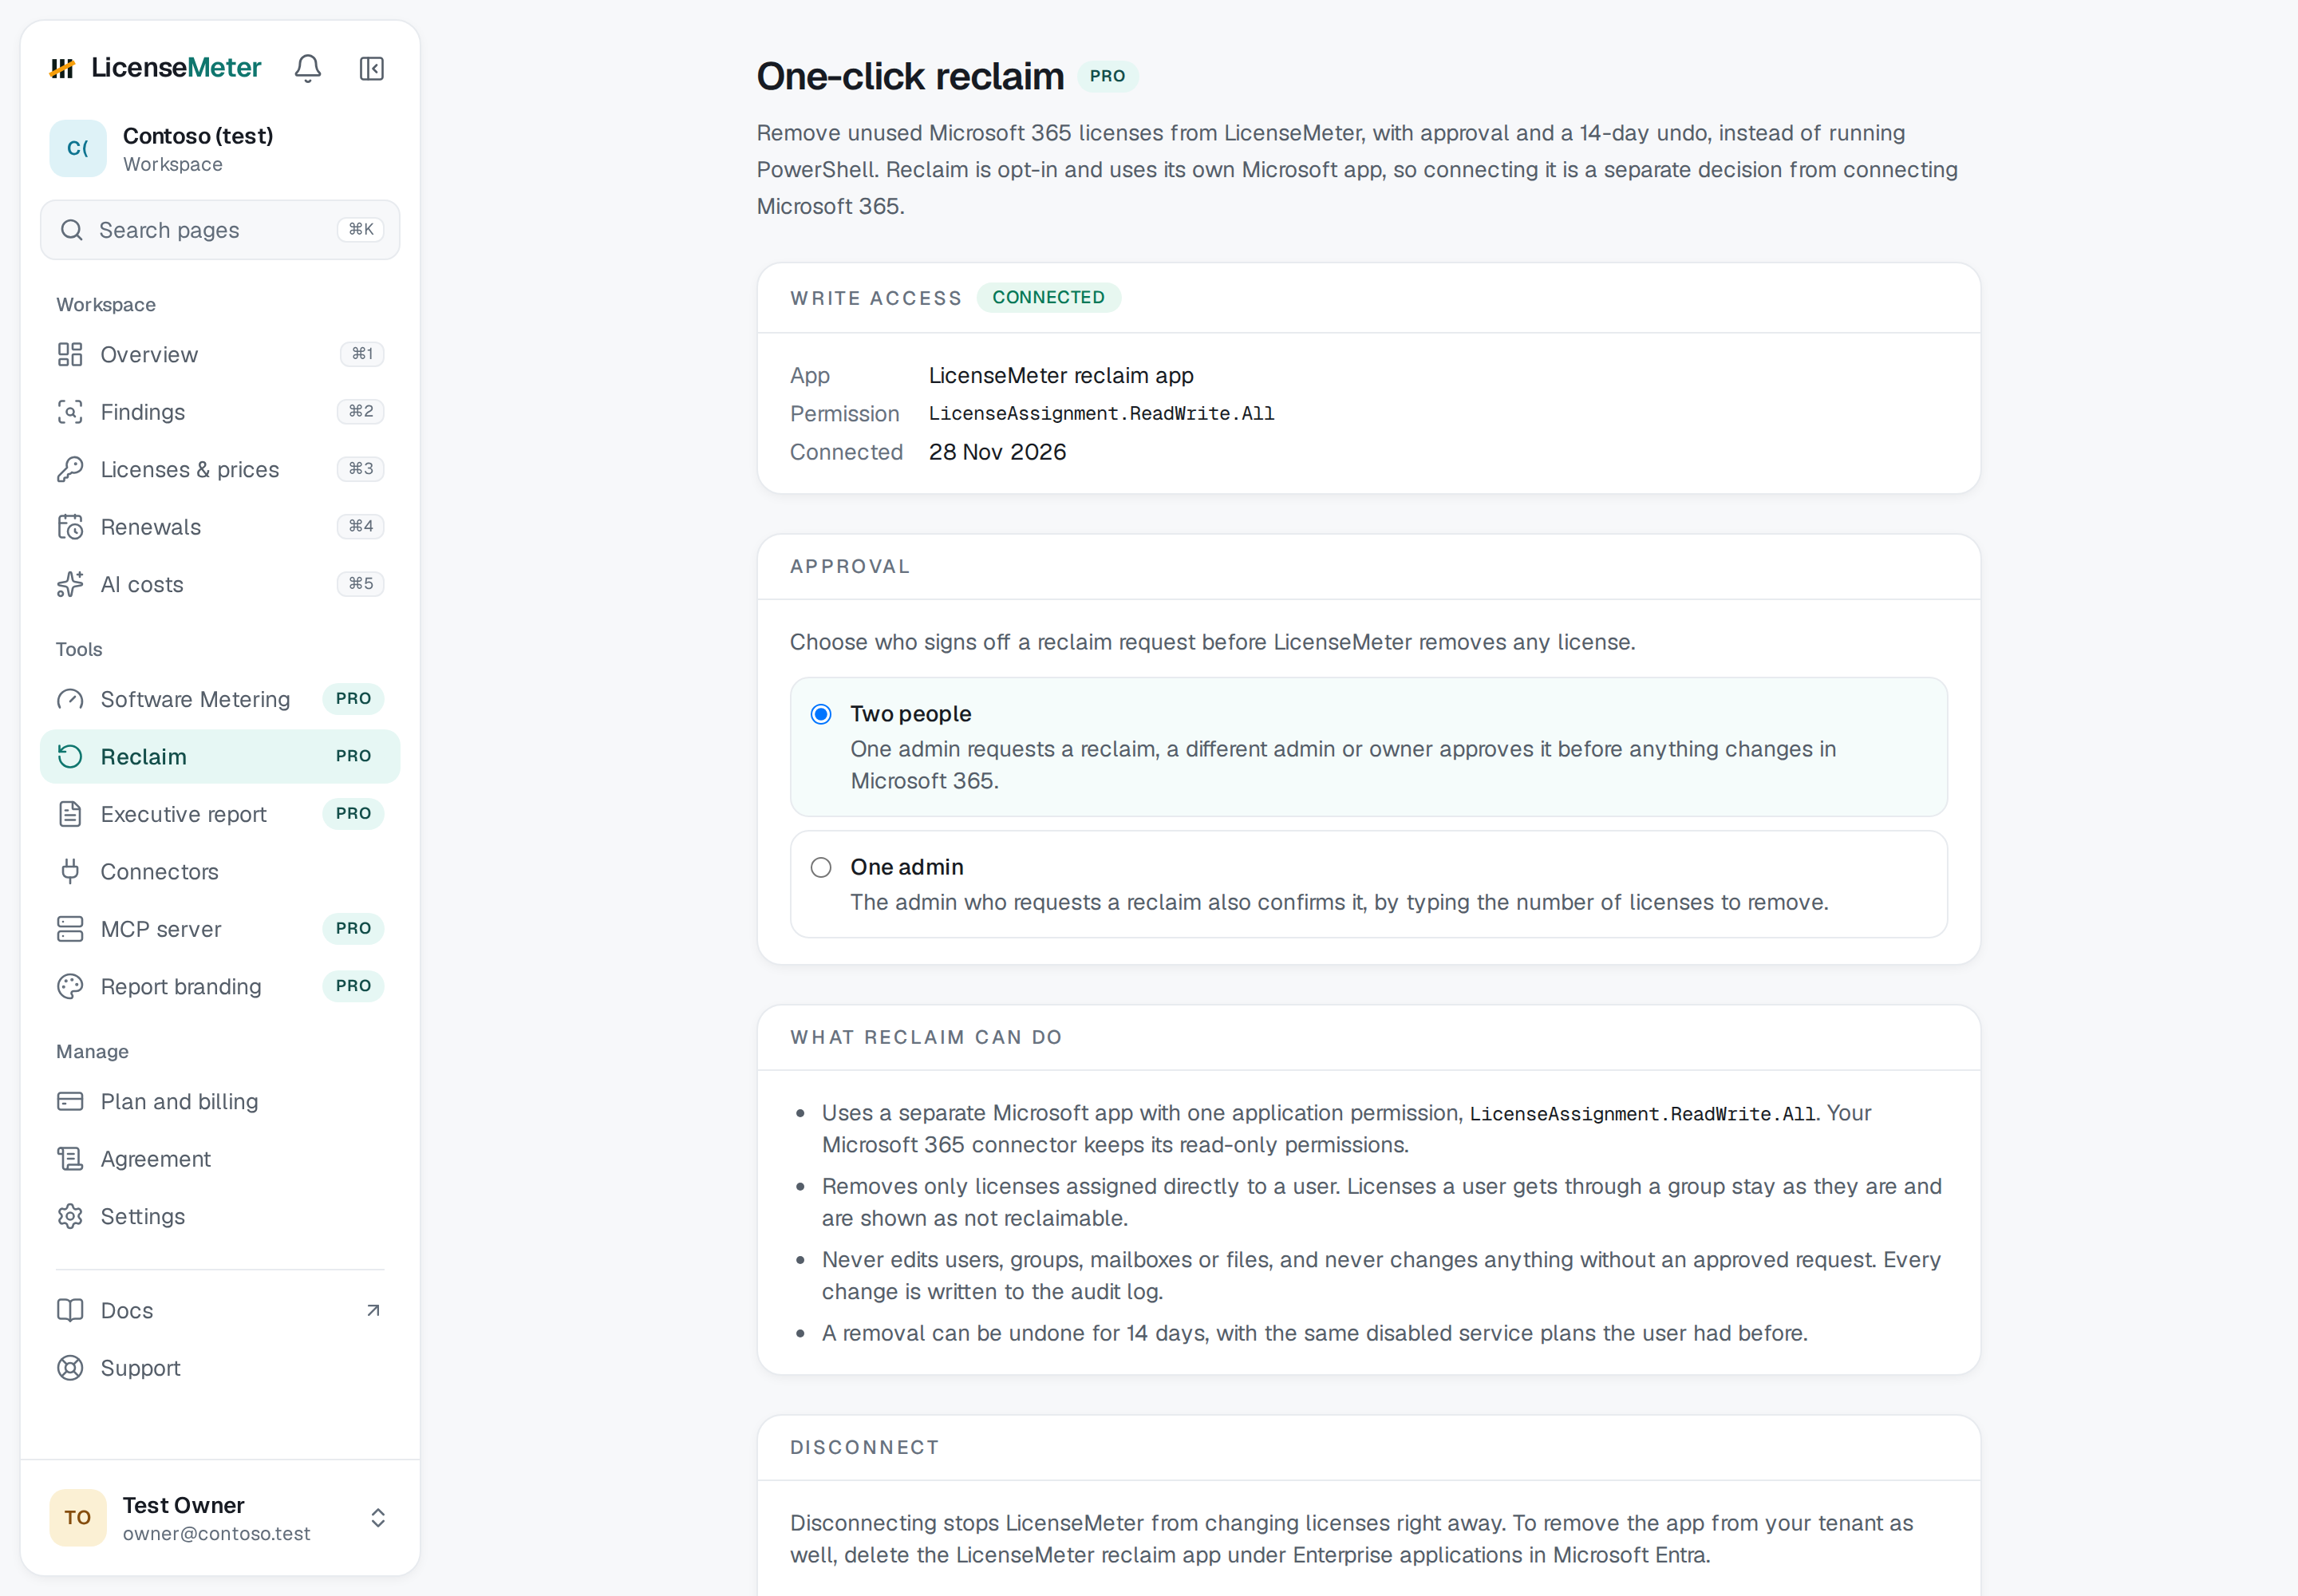 LicenseMeter
C(
Contoso (test)
Workspace
Search pages
⌘K
Workspace
Overview
⌘1
Findings
⌘2
Licenses & prices
⌘3
Renewals
⌘4
AI costs
⌘5
Tools
Software Metering
PRO
Reclaim
PRO
Executive report
PRO
Connectors
MCP server
PRO
Report branding
PRO
Manage
Plan and billing
Agreement
Settings
Docs
Support
TO
Test Owner
owner@contoso.test
One-click reclaim
PRO
Remove unused Microsoft 365 licenses from LicenseMeter, with approval and a 14-day undo, instead of running
PowerShell. Reclaim is opt-in and uses its own Microsoft app, so connecting it is a separate decision from connecting
Microsoft 365.
WRITE ACCESS
CONNECTED
App
LicenseMeter reclaim app
Permission
LicenseAssignment.ReadWrite.All
Connected
28 Nov 2026
APPROVAL
Choose who signs off a reclaim request before LicenseMeter removes any license.
Two people
One admin requests a reclaim, a different admin or owner approves it before anything changes in
Microsoft 365.
One admin
The admin who requests a reclaim also confirms it, by typing the number of licenses to remove.
WHAT RECLAIM CAN DO
Uses a separate Microsoft app with one application permission, LicenseAssignment.ReadWrite.All. Your
Microsoft 365 connector keeps its read-only permissions.
Removes only licenses assigned directly to a user. Licenses a user gets through a group stay as they are and
are shown as not reclaimable.
Never edits users, groups, mailboxes or files, and never changes anything without an approved request. Every
change is written to the audit log.
A removal can be undone for 14 days, with the same disabled service plans the user had before.
DISCONNECT
Disconnecting stops LicenseMeter from changing licenses right away. To remove the app from your tenant as
well, delete the LicenseMeter reclaim app under Enterprise applications in Microsoft Entra.